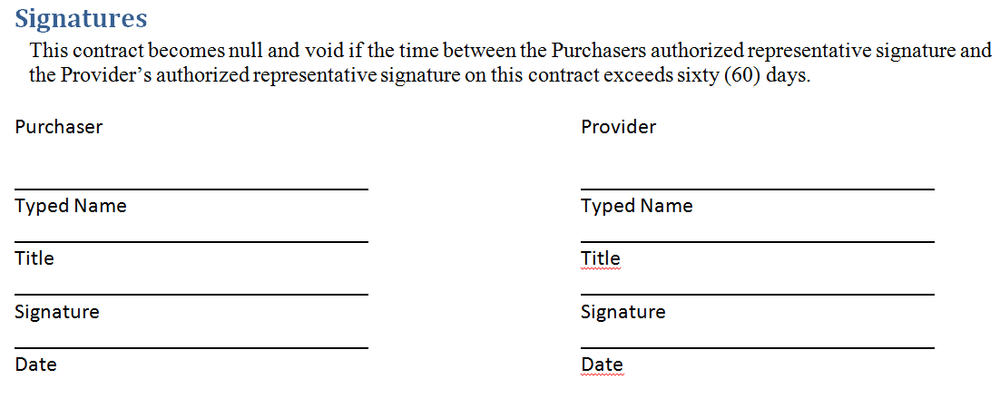 Signatures
This contract becomes null and void if the time between the Purchasers authorized representative signature and
the Provider’s authorized representative signature on this contract exceeds sixty (60) days.
Purchaser Provider
Typed Name Typed Name
Title Title
Signature Signature
Date Date